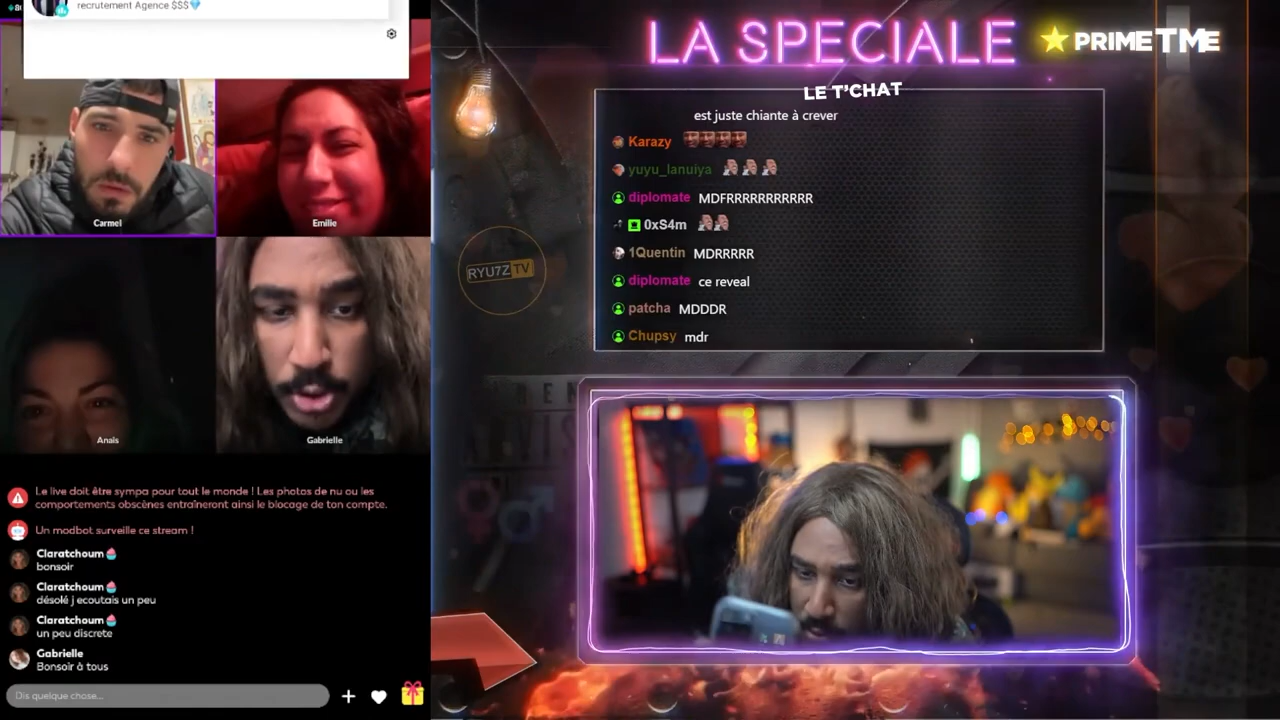 recrutement Agence $$$💎
Carmel
Emilie
Anais
Gabrielle
Le live doit être sympa pour tout le monde ! Les photos de nu ou les
comportements obscènes entraîneront ainsi le blocage de ton compte.
Un modbot surveille ce stream !
Claratchoum🧁
bonsoir
Claratchoum🧁
désolé j ecoutais un peu
Claratchoum🧁
un peu discrete
Gabrielle
Bonsoir à tous
Dis quelque chose...
LA SPECIALE
PRIME TME
LE T'CHAT
est juste chiante à crever
Karazy
yuyu_lanuiya
diplomate MDFRRRRRRRRRRR
0xS4m
1Quentin MDRRRRR
diplomate ce reveal
patcha MDDDR
Chupsy mdr
RYU7Z TV